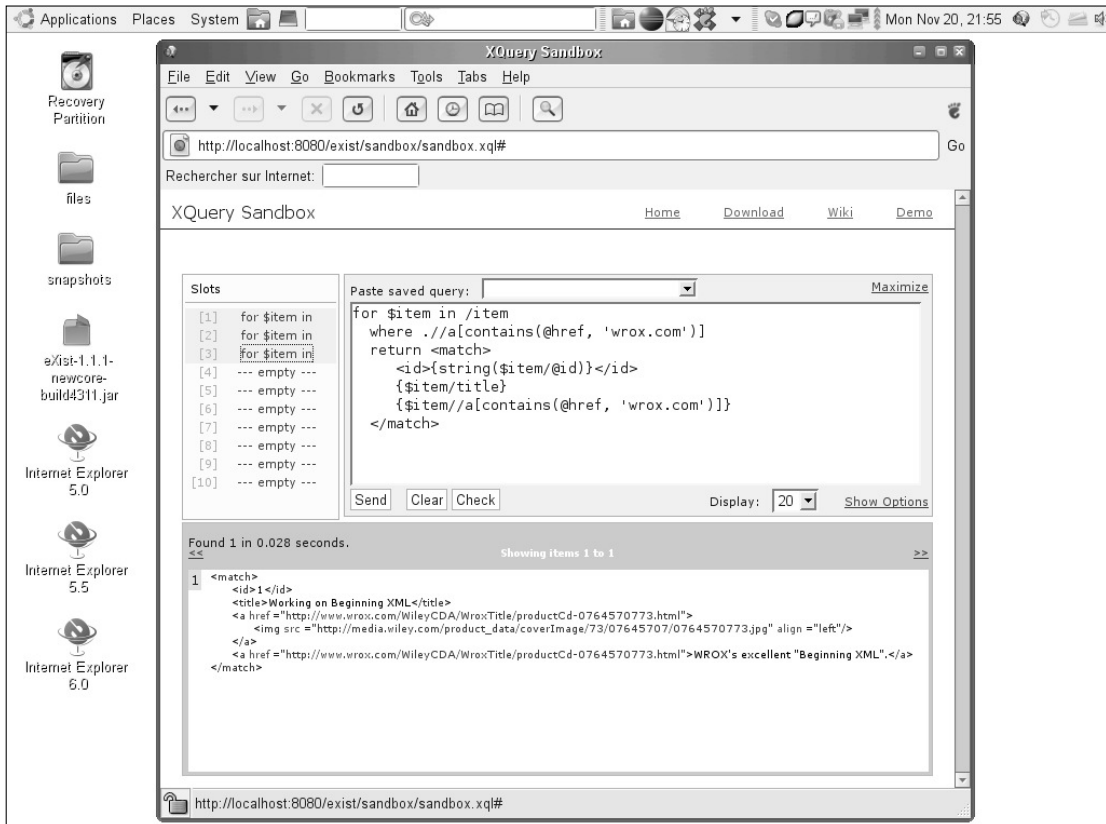 Applications Places System Mon Nov 20, 21:55
Recovery
Partition
files
snapshots
eXist-1.1.1-
newcore-
build4311.jar
Internet Explorer
5.0
Internet Explorer
5.5
Internet Explorer
6.0
XQuery Sandbox
File Edit View Go Bookmarks Tools Tabs Help
http://localhost:8080/exist/sandbox/sandbox.xql# Go
Rechercher sur Internet:
XQuery Sandbox Home Download Wiki Demo
Slots
[1] for $item in
[2] for $item in
[3] for $item in
[4] --- empty ---
[5] --- empty ---
[6] --- empty ---
[7] --- empty ---
[8] --- empty ---
[9] --- empty ---
[10] --- empty ---
Paste saved query: Maximize
for $item in /item
where .//a[contains(@href, 'wrox.com')]
return <match>
<id>{string($item/@id)}</id>
{$item/title}
{$item//a[contains(@href, 'wrox.com')]}
</match>
Send Clear Check Display: 20 Show Options
Found 1 in 0.028 seconds.
<< Showing items 1 to 1 >>
1 <match>
<id>1</id>
<title>Working on Beginning XML</title>
<a href ="http://www.wrox.com/WileyCDA/WroxTitle/productCd-0764570773.html">
<img src ="http://media.wiley.com/product_data/coverImage/73/07645707/0764570773.jpg" align ="left"/>
</a>
<a href ="http://www.wrox.com/WileyCDA/WroxTitle/productCd-0764570773.html">WROX's excellent "Beginning XML".</a>
</match>
http://localhost:8080/exist/sandbox/sandbox.xql#